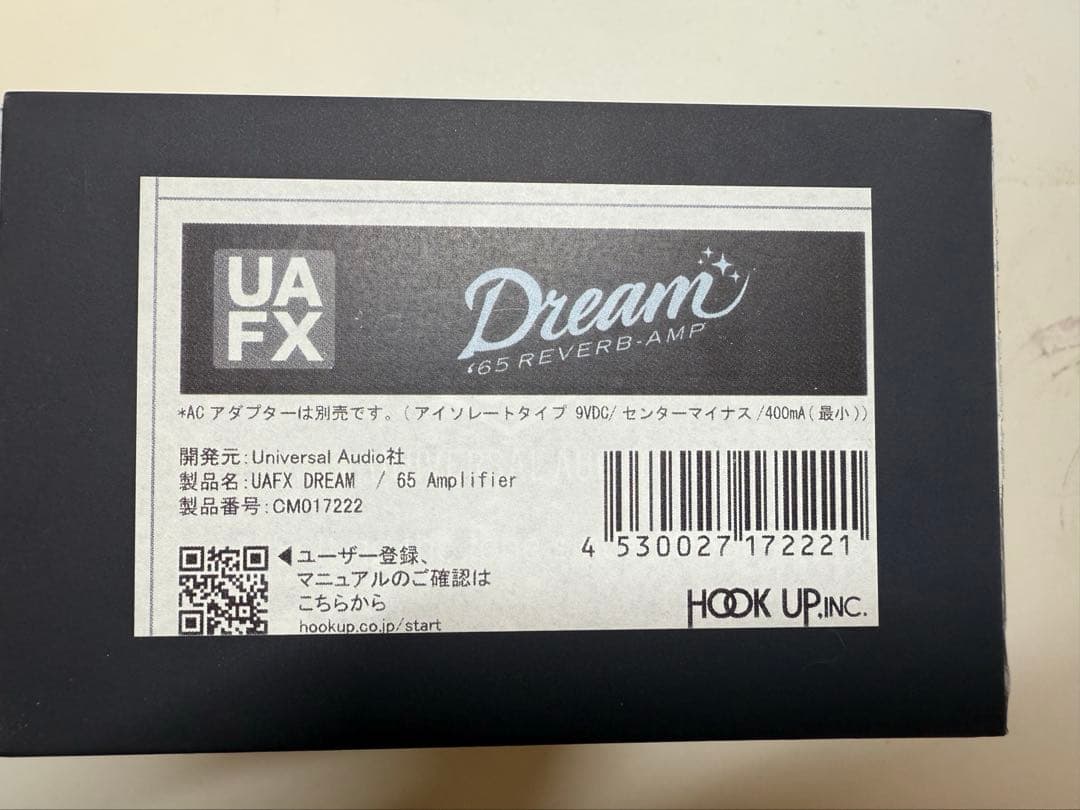 UA
FX
Dream
'65 REVERB-AMP
*ACアダプターは別売です。(アイソレートタイプ 9VDC/センターマイナス/400mA(最小))
開発元:Universal Audio社
製品名:UAFX DREAM / 65 Amplifier
製品番号:CM017222
4 530027 172221
◀ユーザー登録、
マニュアルのご確認は
こちらから
hookup.co.jp/start
HOOK UP,INC.